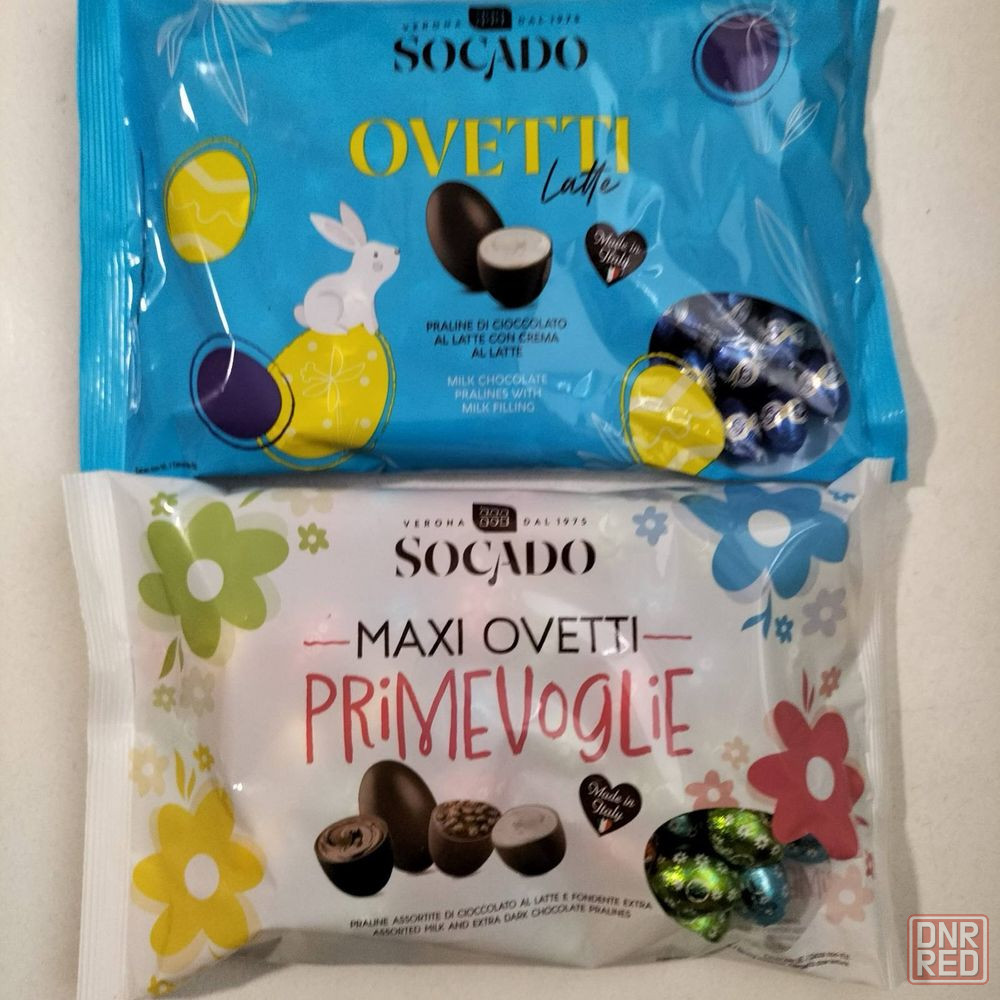 VERONA DAL 1975
SOCADO
OVETTI
Latte
Made in
Italy
PRALINE DI CIOCCOLATO
AL LATTE CON CREMA
AL LATTE
MILK CHOCOLATE
PRALINES WITH
MILK FILLING
VERONA DAL 1975
SOCADO
MAXI OVETTI
PRiMEVOGLiE
Made in
Italy
PRALINE ASSORTITE DI CIOCCOLATO AL LATTE E FONDENTE EXTRA
ASSORTED MILK AND EXTRA DARK CHOCOLATE PRALINES
DNR
RED